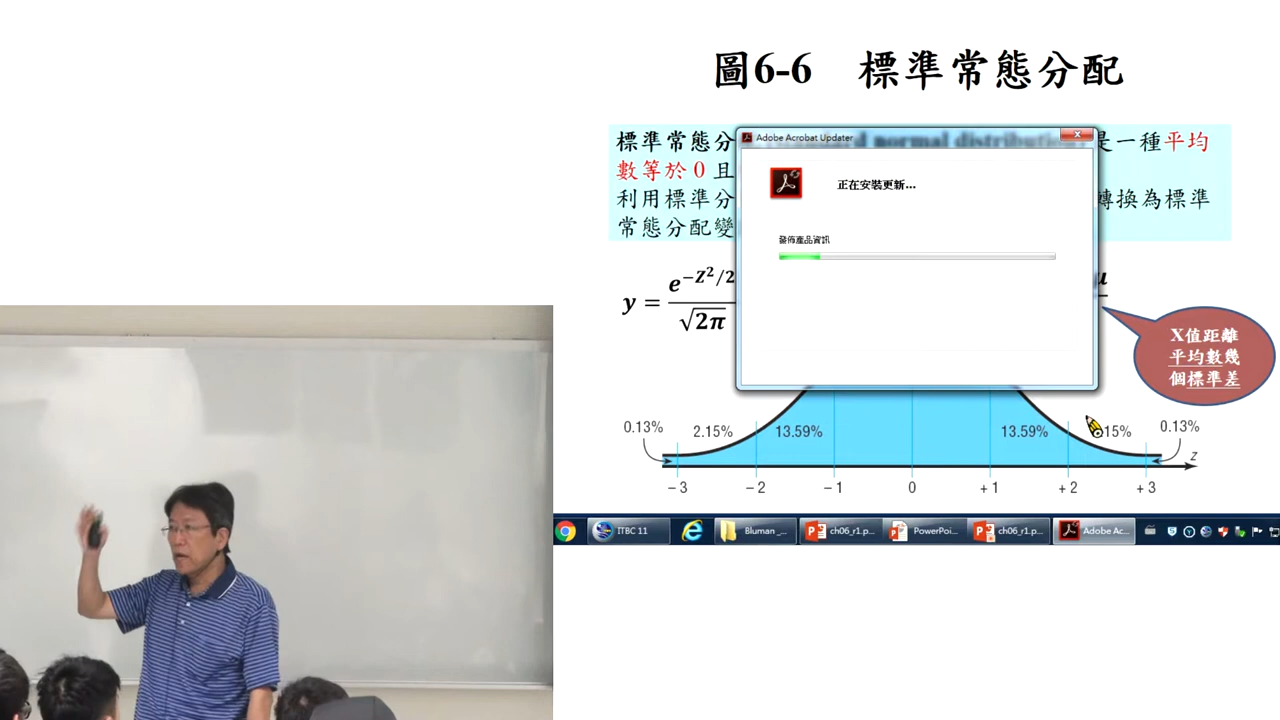 圖6-6 標準常態分配
標準常態分
是一種平均
數等於 0 且
利用標準分
轉換為標準
常態分配變
Adobe Acrobat Updater
正在安裝更新...
發佈產品資訊
y = e^{-Z²/2} / √2π
μ
X值距離
平均數幾
個標準差
0.13% 2.15% 13.59% 13.59% 15% 0.13%
z
-3 -2 -1 0 +1 +2 +3
ITBC 11 Bluman _... ch06_r1.p... PowerPoi... ch06_r1.p... Adobe Ac...